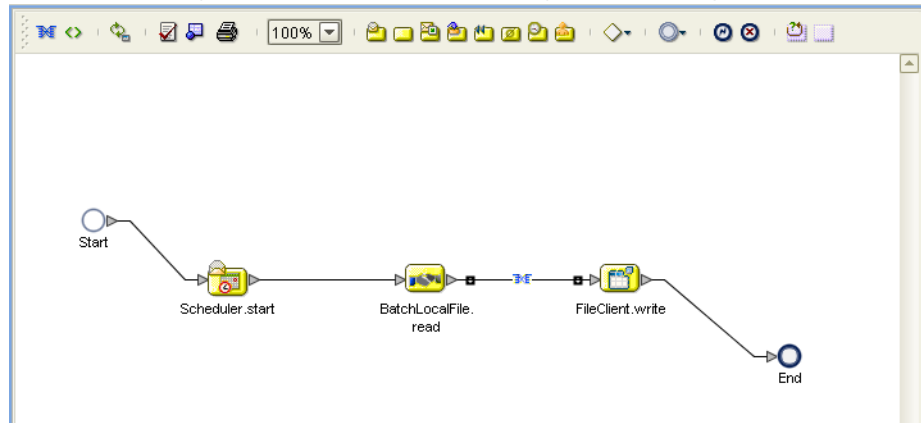 100%
Start
Scheduler.start
BatchLocalFile.
read
FileClient.write
End